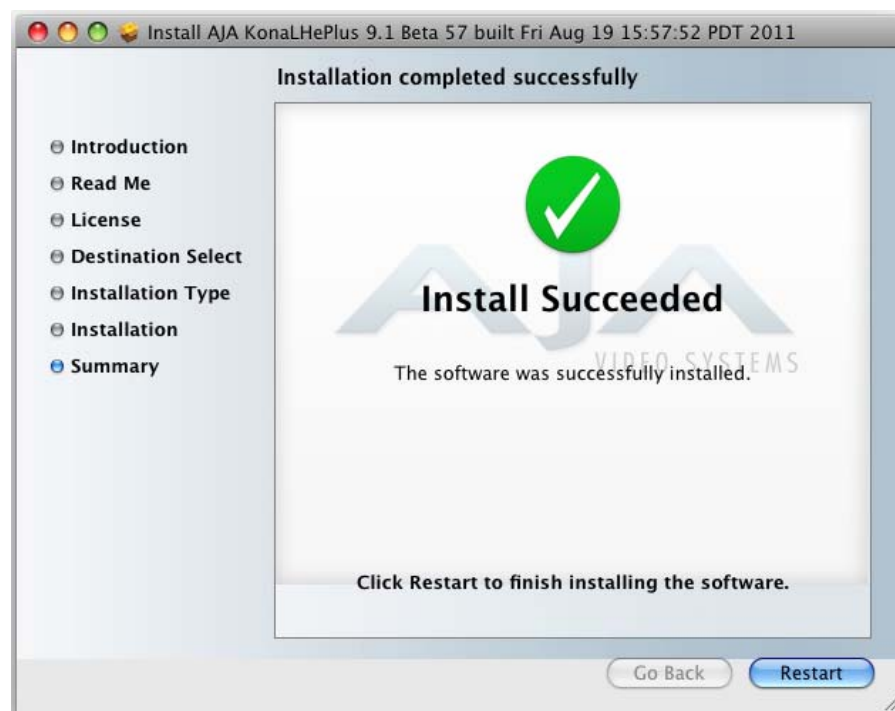 Install AJA KonaLHePlus 9.1 Beta 57 built Fri Aug 19 15:57:52 PDT 2011
Installation completed successfully
Introduction
Read Me
License
Destination Select
Installation Type
Installation
Summary
AJA
VIDEO SYSTEMS
Install Succeeded
The software was successfully installed.
Click Restart to finish installing the software.
Go Back
Restart